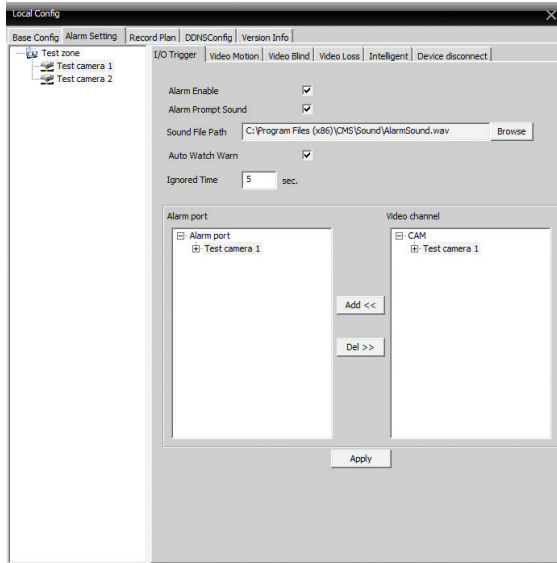 Local Config
Base Config Alarm Setting Record Plan DDNSConfig Version Info
Test zone
Test camera 1
Test camera 2
I/O Trigger Video Motion Video Blind Video Loss Intelligent Device disconnect
Alarm Enable
Alarm Prompt Sound
Sound File Path C:\Program Files (x86)\CMS\Sound\AlarmSound.wav Browse
Auto Watch Warn
Ignored Time 5 sec.
Alarm port Video channel
Alarm port CAM
Test camera 1 Test camera 1
Add <<
Del >>
Apply